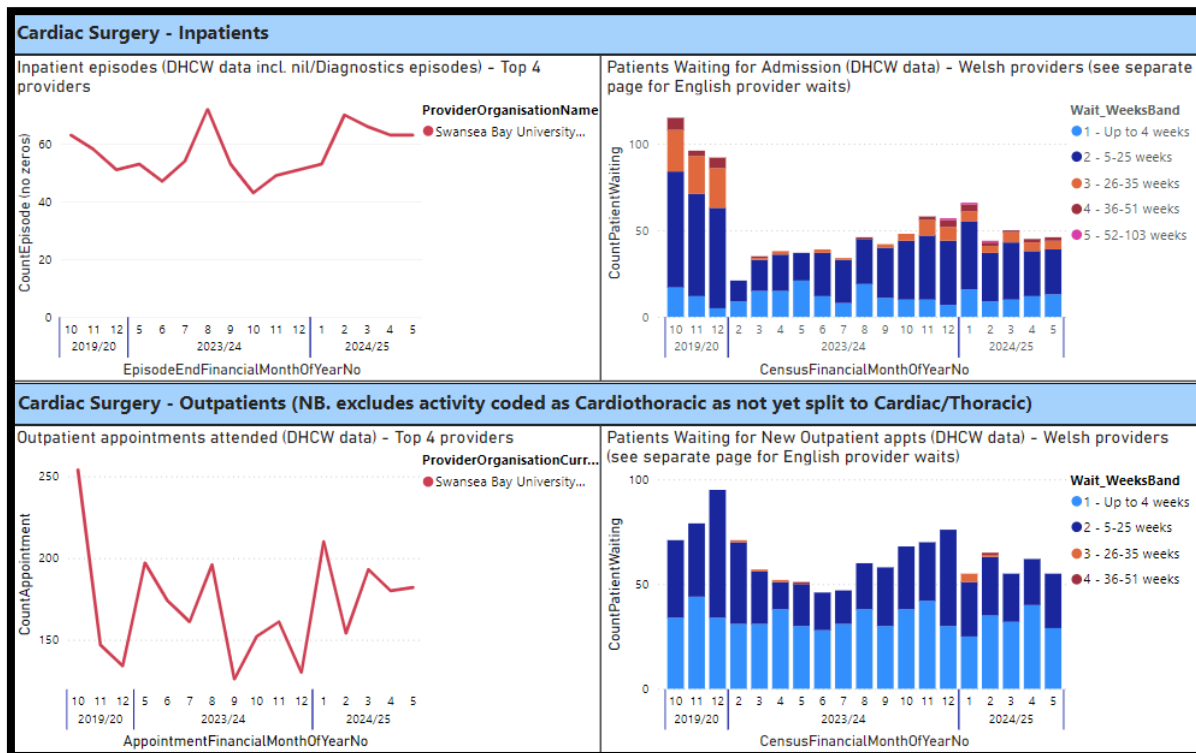 Cardiac Surgery - Inpatients
Inpatient episodes (DHCW data incl. nil/Diagnostics episodes) - Top 4
providers
ProviderOrganisationName
Swansea Bay University...
CountEpisode (no zeros)
60
40
20
0
10 11 12 5 6 7 8 9 10 11 12 1 2 3 4 5
2019/20 2023/24 2024/25
EpisodeEndFinancialMonthOfYearNo
Patients Waiting for Admission (DHCW data) - Welsh providers (see separate
page for English provider waits)
Wait_WeeksBand
1 - Up to 4 weeks
2 - 5-25 weeks
3 - 26-35 weeks
4 - 36-51 weeks
5 - 52-103 weeks
CountPatientWaiting
100
50
0
10 11 12 2 3 4 5 6 7 8 9 10 11 12 1 2 3 4 5
2019/20 2023/24 2024/25
CensusFinancialMonthOfYearNo
Cardiac Surgery - Outpatients (NB. excludes activity coded as Cardiothoracic as not yet split to Cardiac/Thoracic)
Outpatient appointments attended (DHCW data) - Top 4 providers
ProviderOrganisationCurr...
Swansea Bay University...
CountAppointment
250
200
150
10 11 12 5 6 7 8 9 10 11 12 1 2 3 4 5
2019/20 2023/24 2024/25
AppointmentFinancialMonthOfYearNo
Patients Waiting for New Outpatient appts (DHCW data) - Welsh providers
(see separate page for English provider waits)
Wait_WeeksBand
1 - Up to 4 weeks
2 - 5-25 weeks
3 - 26-35 weeks
4 - 36-51 weeks
CountPatientWaiting
100
50
0
10 11 12 2 3 4 5 6 7 8 9 10 11 12 1 2 3 4 5
2019/20 2023/24 2024/25
CensusFinancialMonthOfYearNo